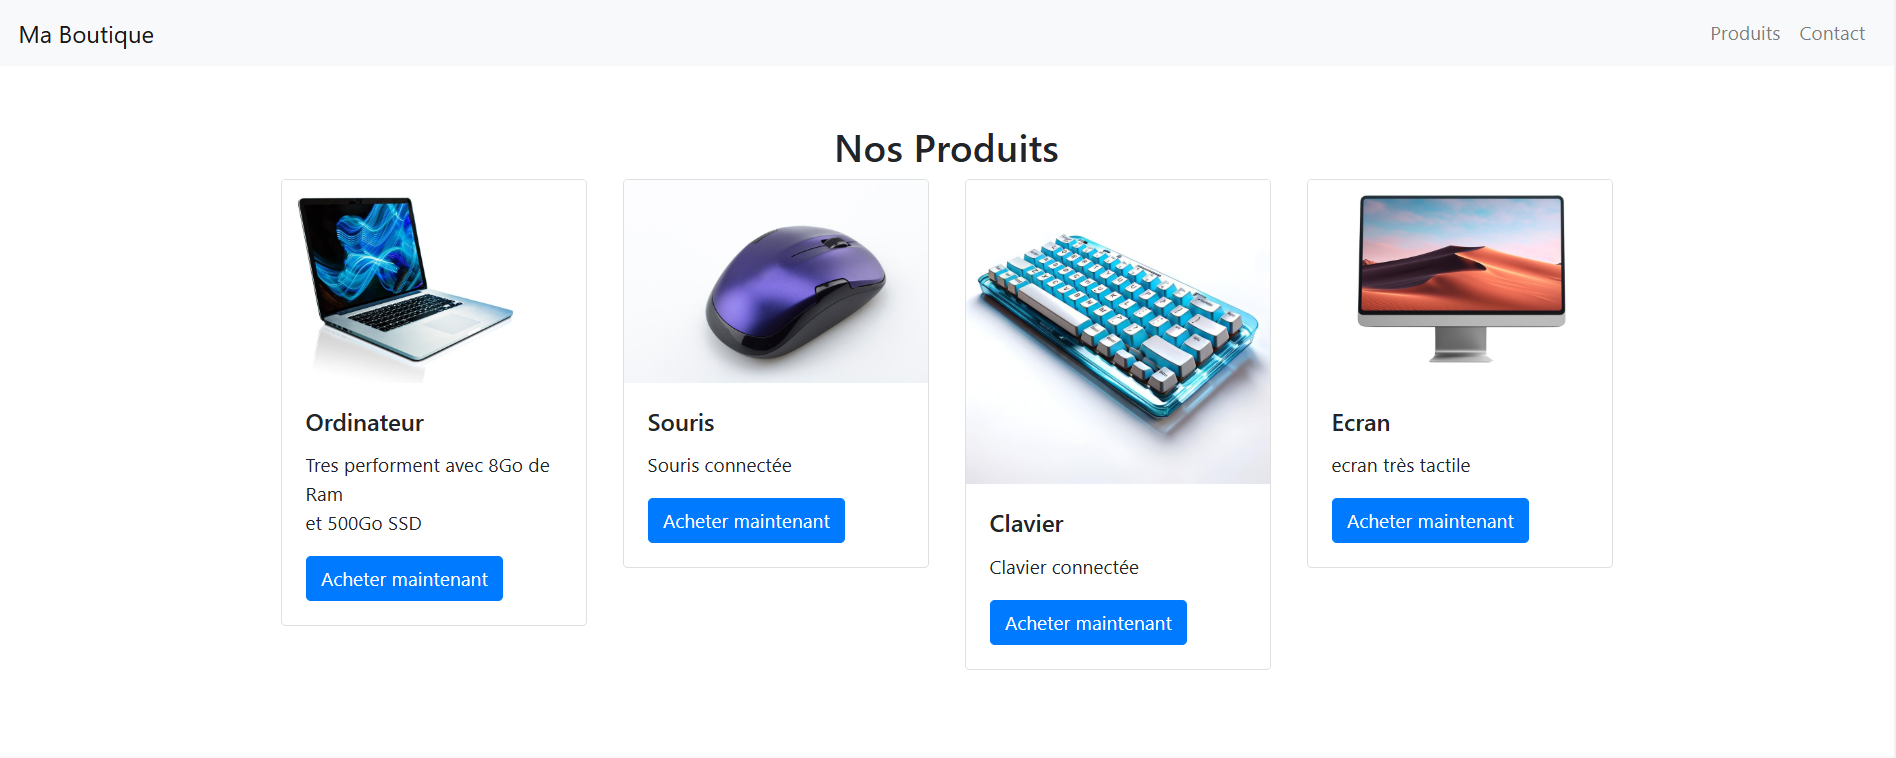 Ma Boutique
Produits
Contact
Nos Produits
Ordinateur
Tres performent avec 8Go de
Ram
et 500Go SSD
Acheter maintenant
Souris
Souris connectée
Acheter maintenant
Clavier
Clavier connectée
Acheter maintenant
Ecran
ecran très tactile
Acheter maintenant